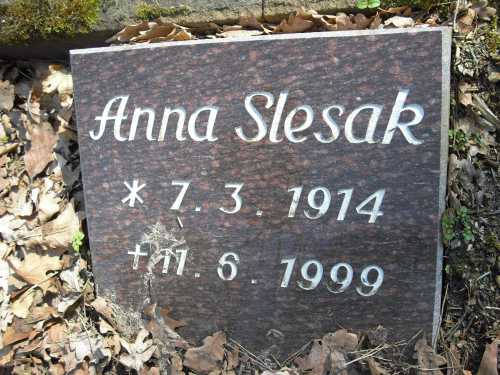 Anna Slesak
* 7. 3. 1914
† 11. 6. 1999